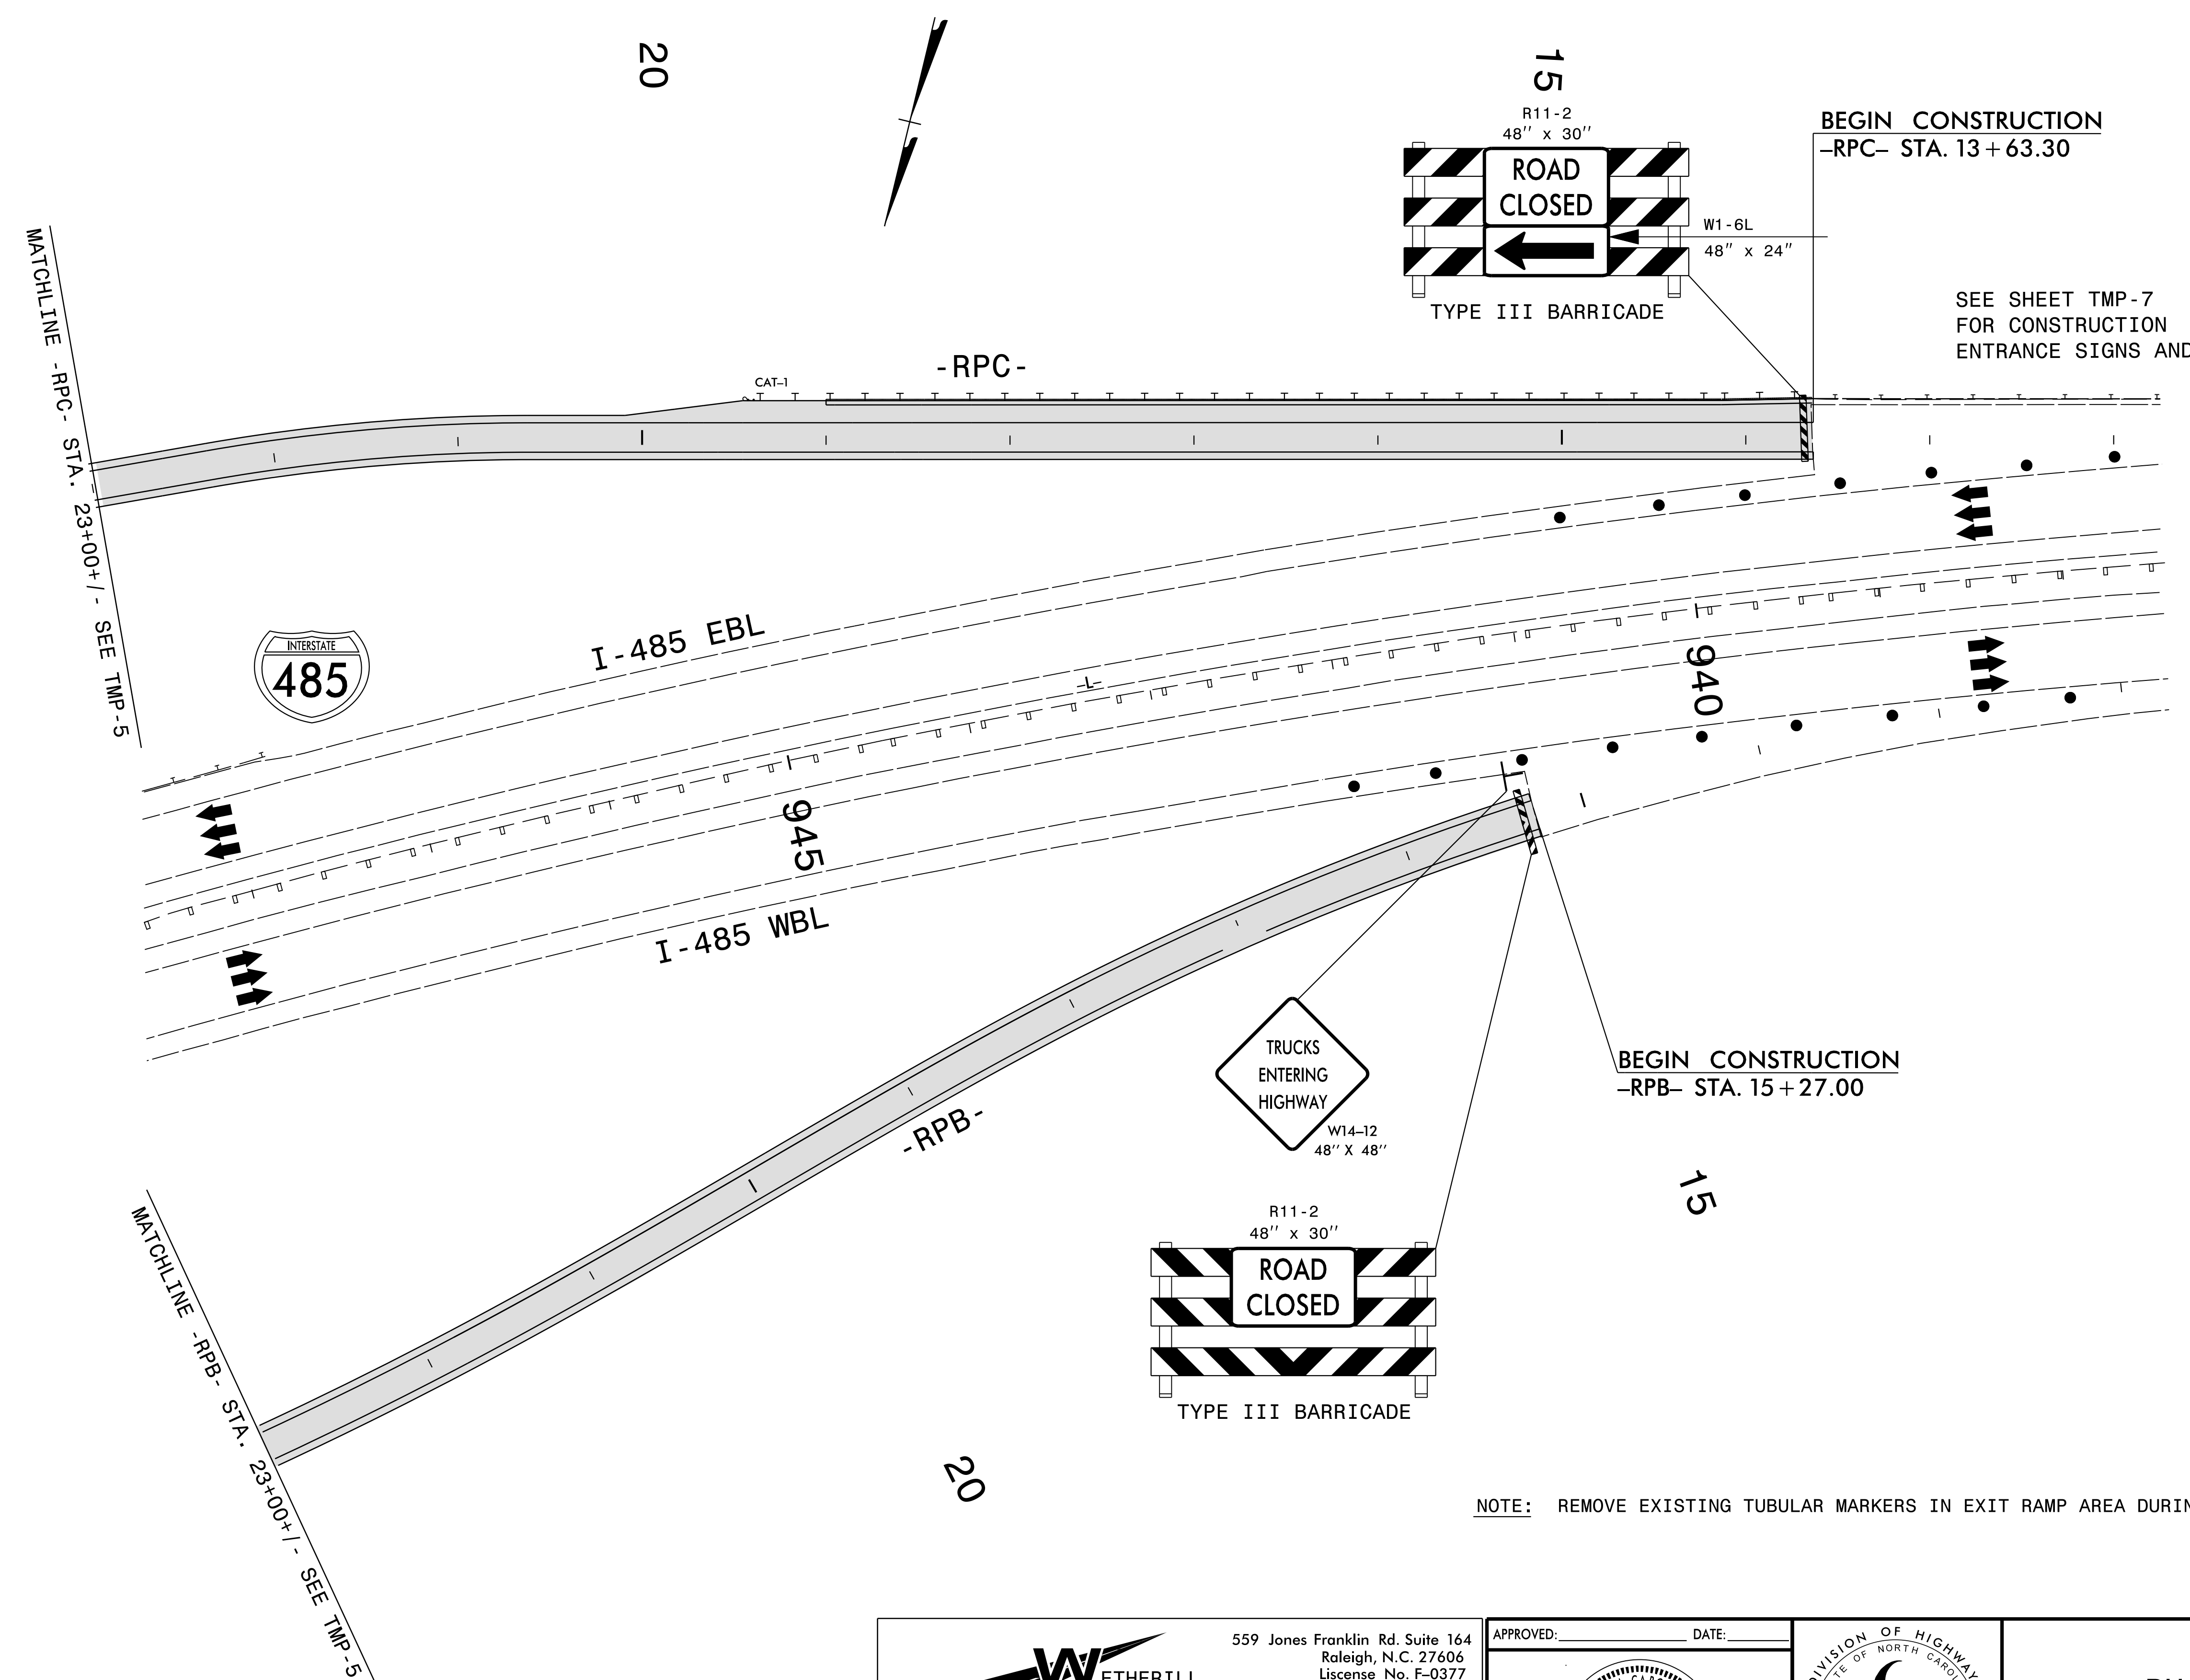 20
15
R11-2
48" x 30"
ROAD
CLOSED
W1-6L
48" x 24"
TYPE III BARRICADE
BEGIN CONSTRUCTION
-RPC- STA. 13+63.30
SEE SHEET TMP-7
FOR CONSTRUCTION
ENTRANCE SIGNS AND
MATCHLINE -RPC- STA. 23+00+/- SEE TMP-5
-RPC-
CAT-1
INTERSTATE
485
I-485 EBL
-L-
940
945
I-485 WBL
TRUCKS
ENTERING
HIGHWAY
W14-12
48" X 48"
BEGIN CONSTRUCTION
-RPB- STA. 15+27.00
-RPB-
15
R11-2
48" x 30"
ROAD
CLOSED
TYPE III BARRICADE
MATCHLINE -RPB- STA. 23+00+/- SEE TMP-5
20
NOTE: REMOVE EXISTING TUBULAR MARKERS IN EXIT RAMP AREA
559 Jones Franklin Rd. Suite 164
Raleigh, N.C. 27606
Liscense No. F-0377
APPROVED: DATE:
OF HIGHWAY
OF NORTH